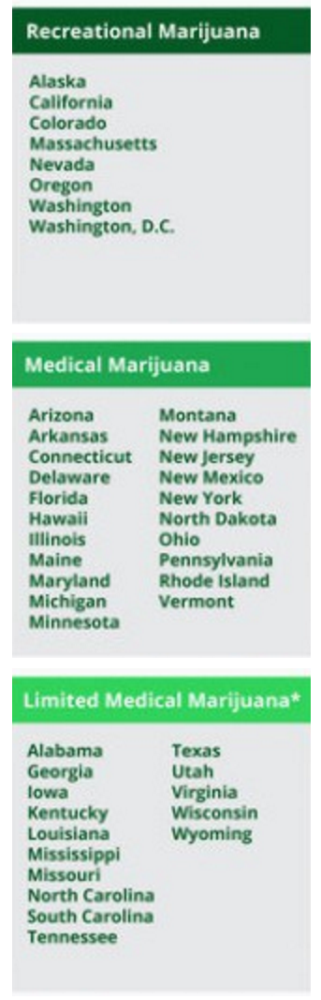 Recreational Marijuana
Alaska
California
Colorado
Massachusetts
Nevada
Oregon
Washington
Washington, D.C.
Medical Marijuana
Arizona
Arkansas
Connecticut
Delaware
Florida
Hawaii
Illinois
Maine
Maryland
Michigan
Minnesota
Montana
New Hampshire
New Jersey
New Mexico
New York
North Dakota
Ohio
Pennsylvania
Rhode Island
Vermont
Limited Medical Marijuana*
Alabama
Georgia
Iowa
Kentucky
Louisiana
Mississippi
Missouri
North Carolina
South Carolina
Tennessee
Texas
Utah
Virginia
Wisconsin
Wyoming